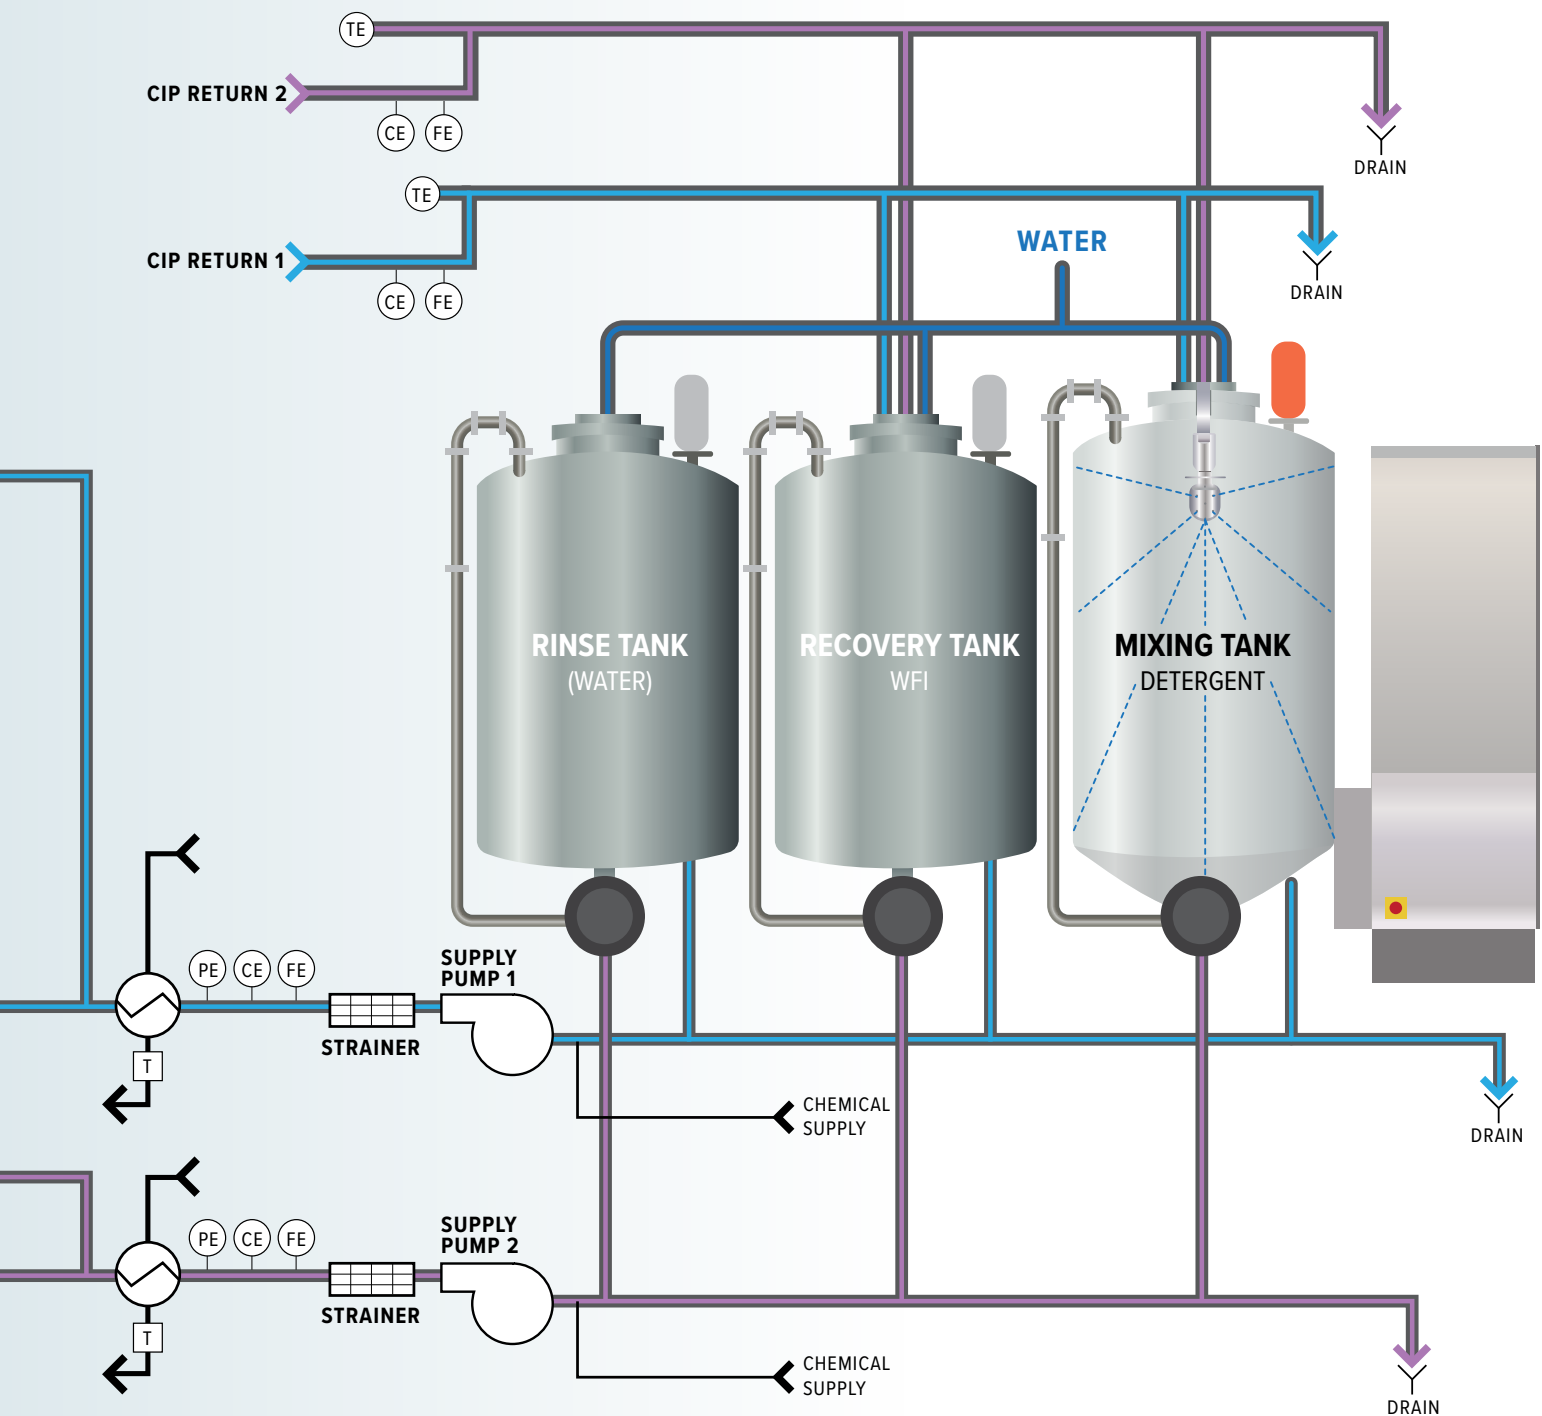 TE
CIP RETURN 2
CE
FE
DRAIN
TE
CIP RETURN 1
CE
FE
WATER
DRAIN
RINSE TANK
(WATER)
RECOVERY TANK
WFI
MIXING TANK
DETERGENT
PE
CE
FE
SUPPLY
PUMP 1
STRAINER
T
CHEMICAL
SUPPLY
DRAIN
PE
CE
FE
SUPPLY
PUMP 2
STRAINER
T
CHEMICAL
SUPPLY
DRAIN